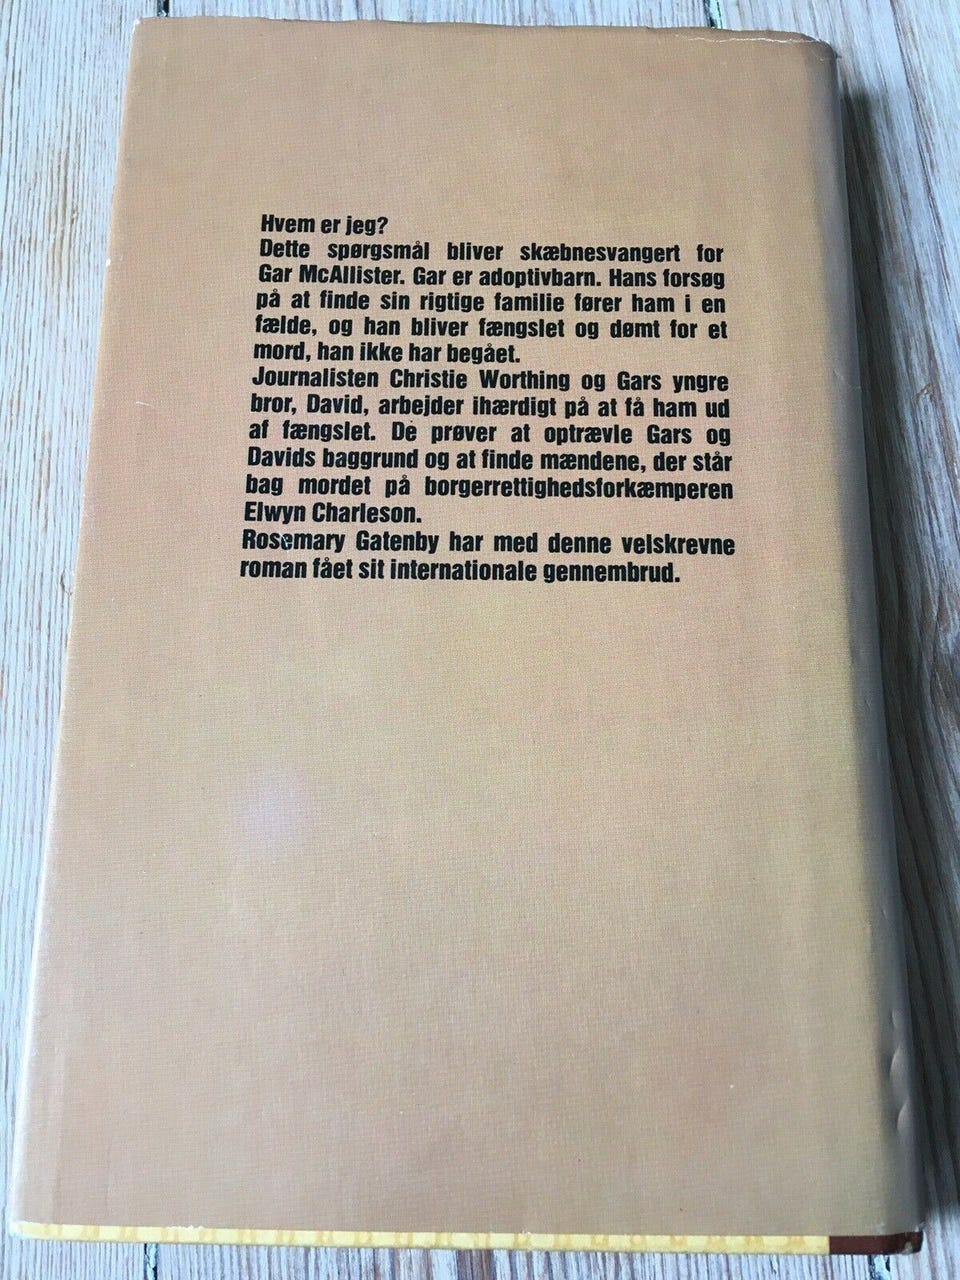 Hvem er jeg?
Dette spørgsmål bliver skæbnesvangert for
Gar McAllister. Gar er adoptivbarn. Hans forsøg
på at finde sin rigtige familie fører ham i en
fælde, og han bliver fængslet og dømt for et
mord, han ikke har begået.
Journalisten Christie Worthing og Gars yngre
bror, David, arbejder ihærdigt på at få ham ud
af fængslet. De prøver at optrævle Gars og
Davids baggrund og at finde mændene, der står
bag mordet på borgerrettighedsforkæmperen
Elwyn Charleson.
Rosemary Gatenby har med denne velskrevne
roman fået sit internationale gennembrud.